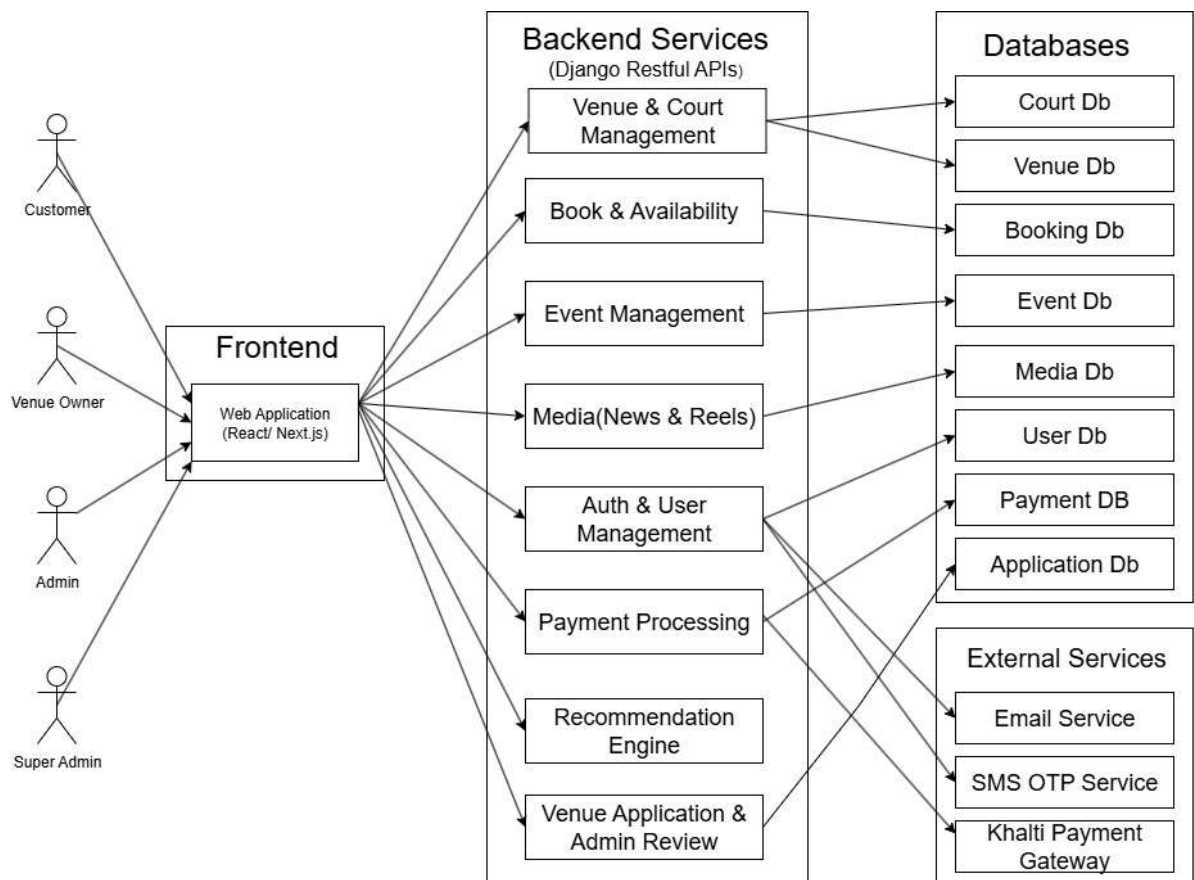 Customer
Venue Owner
Admin
Super Admin
Frontend
Web Application
(React/ Next.js)
Backend Services
(Django Restful APIs)
Venue & Court
Management
Book & Availability
Event Management
Media(News & Reels)
Auth & User
Management
Payment Processing
Recommendation
Engine
Venue Application &
Admin Review
Databases
Court Db
Venue Db
Booking Db
Event Db
Media Db
User Db
Payment DB
Application Db
External Services
Email Service
SMS OTP Service
Khalti Payment
Gateway